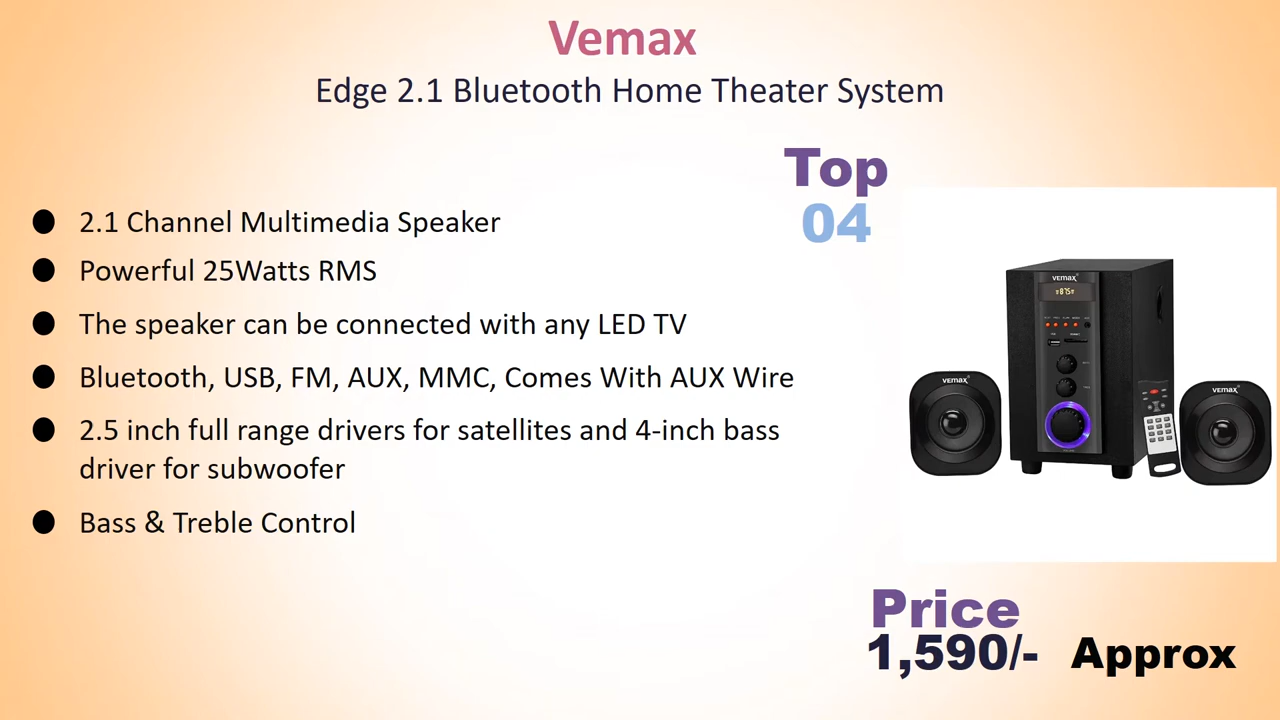 Vemax
Edge 2.1 Bluetooth Home Theater System
Top
04
● 2.1 Channel Multimedia Speaker
● Powerful 25Watts RMS
● The speaker can be connected with any LED TV
● Bluetooth, USB, FM, AUX, MMC, Comes With AUX Wire
● 2.5 inch full range drivers for satellites and 4-inch bass
driver for subwoofer
● Bass & Treble Control
VEMAX
VEMAX
VEMAX
Price
1,590/- Approx